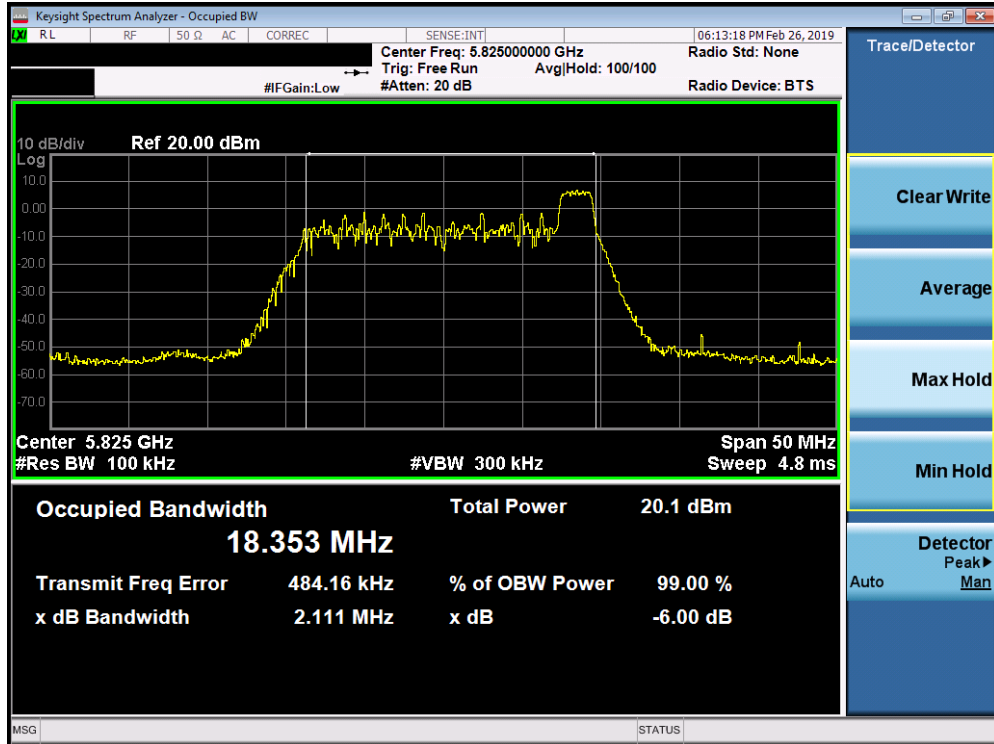 Keysight Spectrum Analyzer - Occupied BW
LXI RL RF 50 Ω AC CORREC SENSE:INT 06:13:18 PM Feb 26, 2019
Center Freq: 5.825000000 GHz Radio Std: None
Trig: Free Run Avg|Hold: 100/100
#IFGain:Low #Atten: 20 dB Radio Device: BTS
10 dB/div Ref 20.00 dBm
Log
10.0
0.00
-10.0
-20.0
-30.0
-40.0
-50.0
-60.0
-70.0
Center 5.825 GHz Span 50 MHz
#Res BW 100 kHz #VBW 300 kHz Sweep 4.8 ms
Occupied Bandwidth Total Power 20.1 dBm
18.353 MHz
Transmit Freq Error 484.16 kHz % of OBW Power 99.00 %
x dB Bandwidth 2.111 MHz x dB -6.00 dB
MSG STATUS
Trace/Detector
Clear Write
Average
Max Hold
Min Hold
Detector
Peak▶
Auto Man